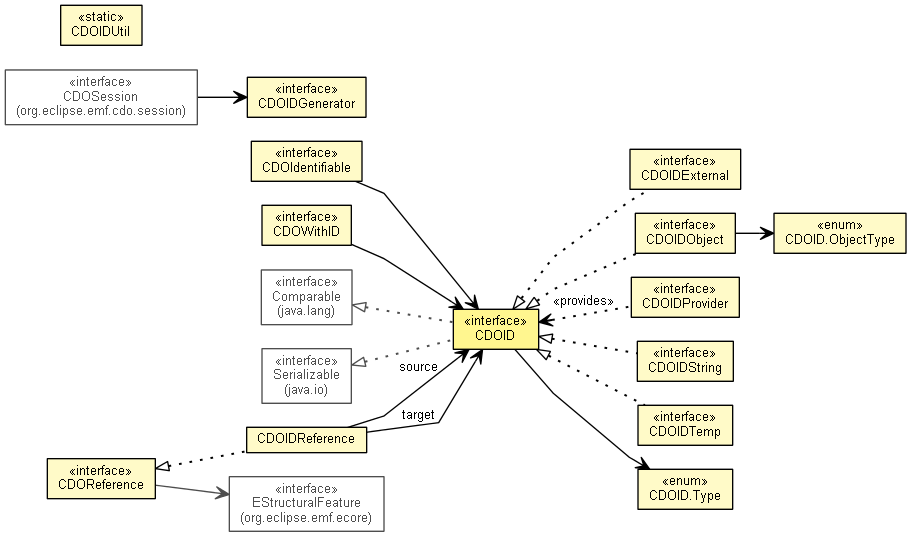 «static»
CDOIDUtil
«interface»
CDOSession
(org.eclipse.emf.cdo.session)
«interface»
CDOIDGenerator
«interface»
CDOIdentifiable
«interface»
CDOIDExternal
«interface»
CDOWithID
«interface»
CDOIDObject
«enum»
CDOID.ObjectType
«interface»
Comparable
(java.lang)
«provides»
«interface»
CDOIDProvider
«interface»
CDOID
«interface»
Serializable
(java.io)
«interface»
CDOIDString
source
target
«interface»
CDOIDTemp
CDOIDReference
«interface»
CDOReference
«interface»
EStructuralFeature
(org.eclipse.emf.ecore)
«enum»
CDOID.Type